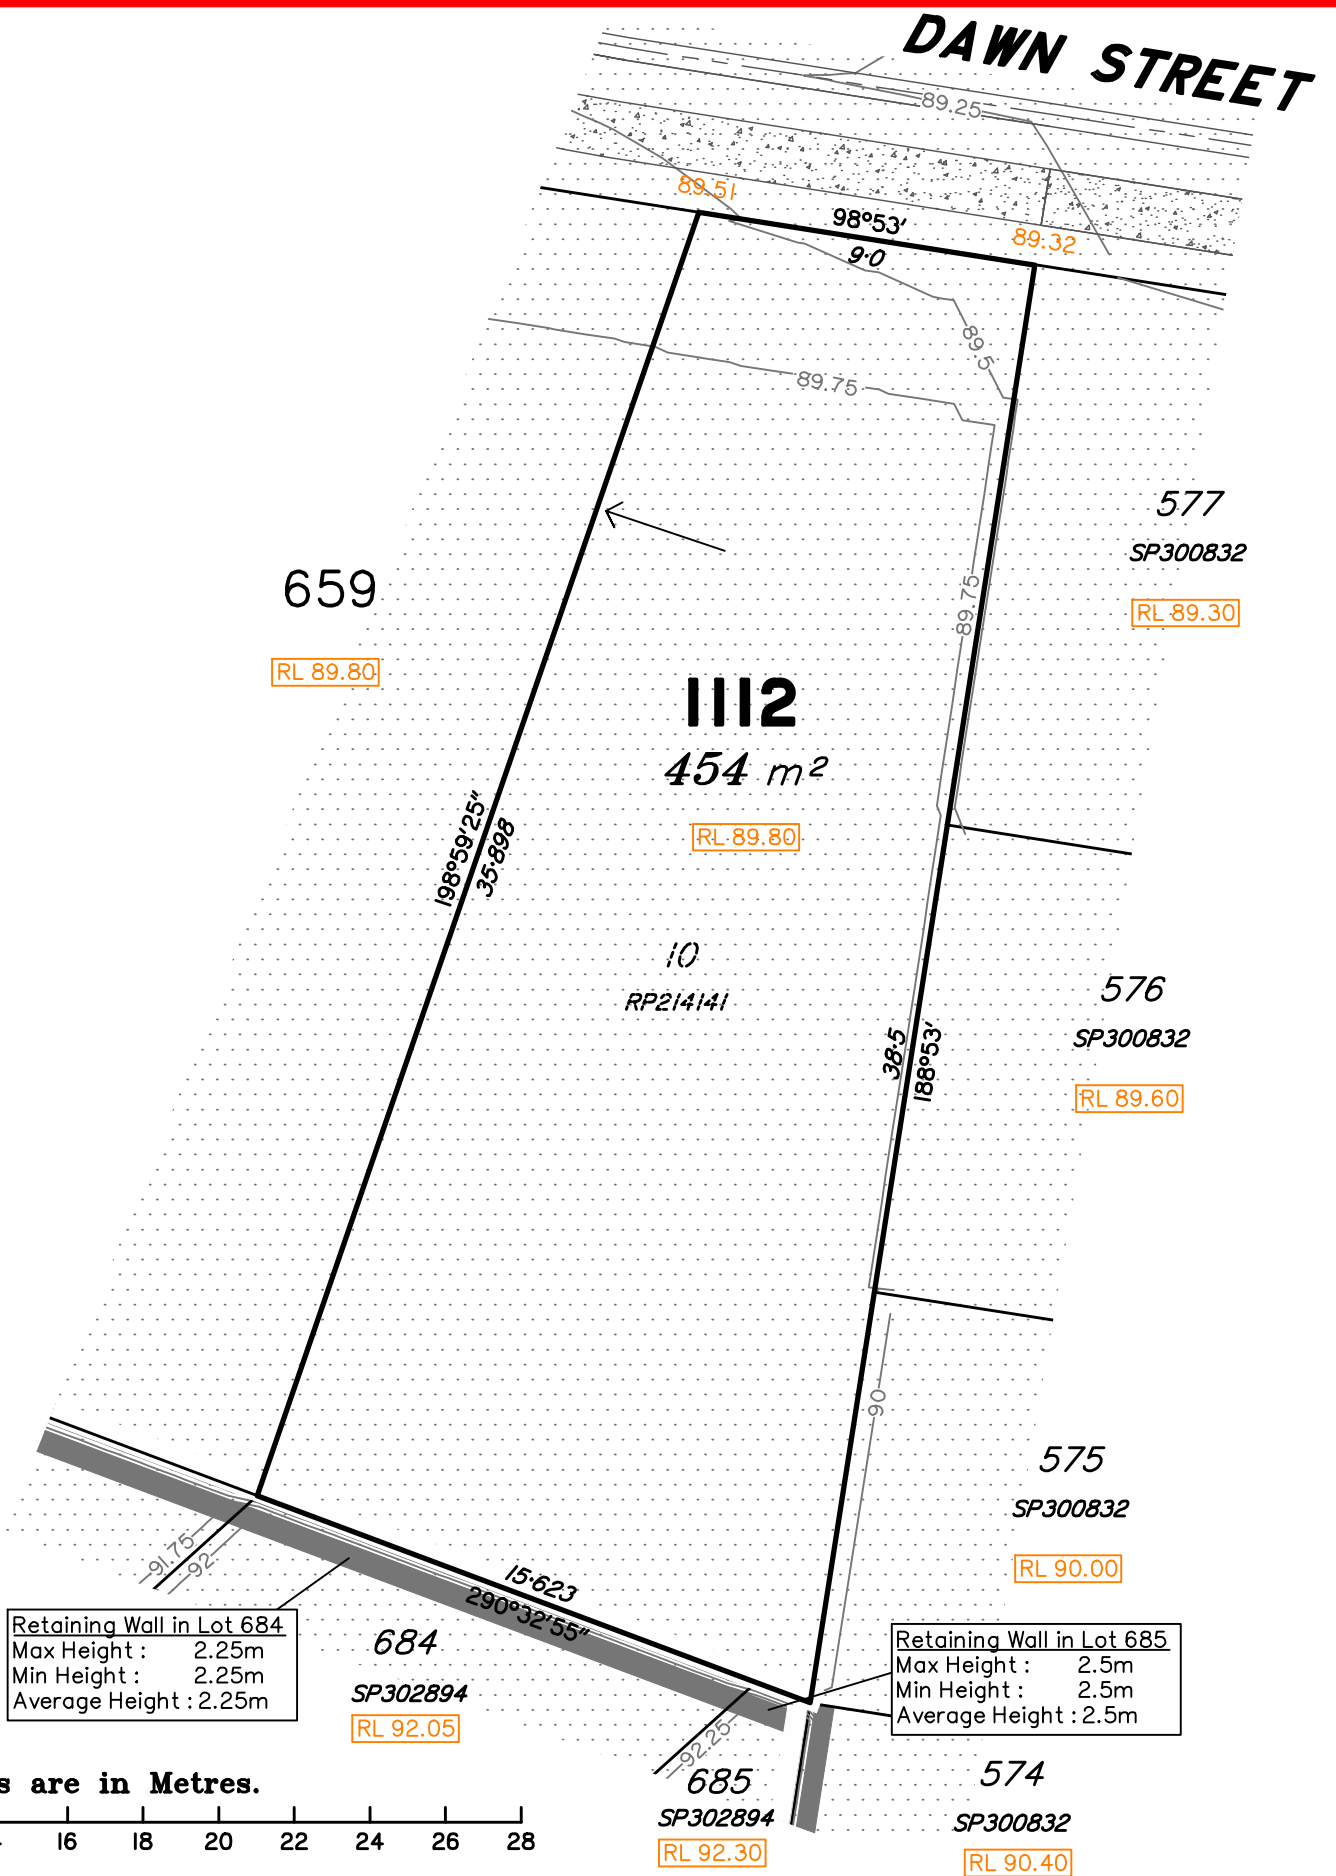 DAWN STREET
89.25
89.51
98°53'
89.32
9·0
89.5
89.75
577
SP300832
RL 89.30
659
RL 89.80
89.75
1112
454 m²
RL 89.80
198°59'25"
35·898
10
RP214141
576
SP300832
RL 89.60
38·5
188°53'
90
575
SP300832
RL 90.00
91.75
92
15·623
290°32'55"
Retaining Wall in Lot 684
Max Height : 2.25m
Min Height : 2.25m
Average Height : 2.25m
684
SP302894
RL 92.05
Retaining Wall in Lot 685
Max Height : 2.5m
Min Height : 2.5m
Average Height : 2.5m
92.25
685
SP302894
RL 92.30
574
SP300832
RL 90.40
s are in Metres.
16 18 20 22 24 26 28